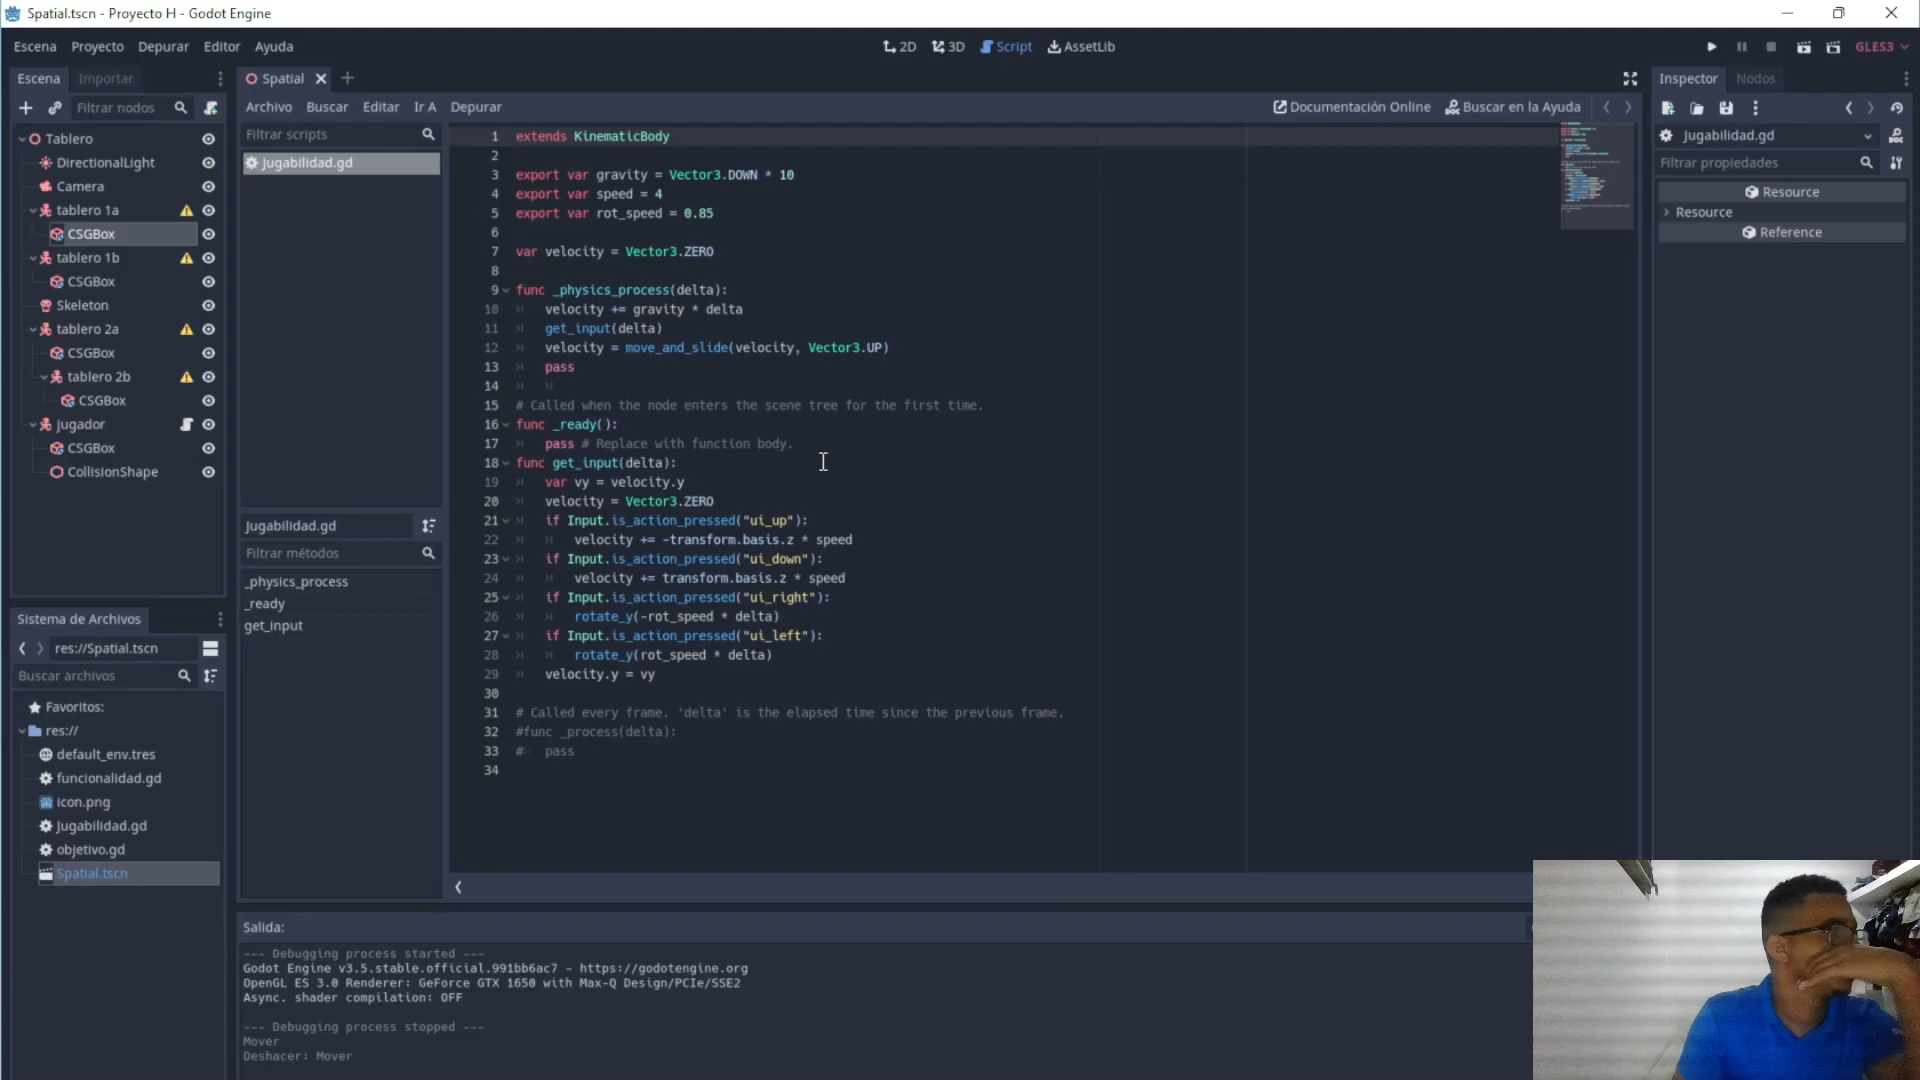 Spatial.tscn - Proyecto H - Godot Engine
Escena Proyecto Depurar Editor Ayuda
2D 3D Script AssetLib
GLES3
Escena Importar
Filtrar nodos
Tablero
DirectionalLight
Camera
tablero 1a
CSGBox
tablero 1b
CSGBox
Skeleton
tablero 2a
CSGBox
tablero 2b
CSGBox
jugador
CSGBox
CollisionShape
Sistema de Archivos
res://Spatial.tscn
Buscar archivos
Favoritos:
res://
default_env.tres
funcionalidad.gd
icon.png
Jugabilidad.gd
objetivo.gd
Spatial.tscn
Spatial
Archivo Buscar Editar Ir A Depurar
Documentación Online Buscar en la Ayuda
Filtrar scripts
Jugabilidad.gd
Jugabilidad.gd
Filtrar métodos
_physics_process
_ready
get_input
1 extends KinematicBody
2
3 export var gravity = Vector3.DOWN * 10
4 export var speed = 4
5 export var rot_speed = 0.85
6
7 var velocity = Vector3.ZERO
8
9 func _physics_process(delta):
10 velocity += gravity * delta
11 get_input(delta)
12 velocity = move_and_slide(velocity, Vector3.UP)
13 pass
14
15 # Called when the node enters the scene tree for the first time.
16 func _ready():
17 pass # Replace with function body.
18 func get_input(delta):
19 var vy = velocity.y
20 velocity = Vector3.ZERO
21 if Input.is_action_pressed("ui_up"):
22 velocity += -transform.basis.z * speed
23 if Input.is_action_pressed("ui_down"):
24 velocity += transform.basis.z * speed
25 if Input.is_action_pressed("ui_right"):
26 rotate_y(-rot_speed * delta)
27 if Input.is_action_pressed("ui_left"):
28 rotate_y(rot_speed * delta)
29 velocity.y = vy
30
31 # Called every frame. 'delta' is the elapsed time since the previous frame.
32 #func _process(delta):
33 # pass
34
Salida:
--- Debugging process started ---
Godot Engine v3.5.stable.official.991bb6ac7 - https://godotengine.org
OpenGL ES 3.0 Renderer: GeForce GTX 1650 with Max-Q Design/PCIe/SSE2
Async. shader compilation: OFF
--- Debugging process stopped ---
Mover
Deshacer: Mover
Inspector Nodos
Jugabilidad.gd
Filtrar propiedades
Resource
Resource
Reference